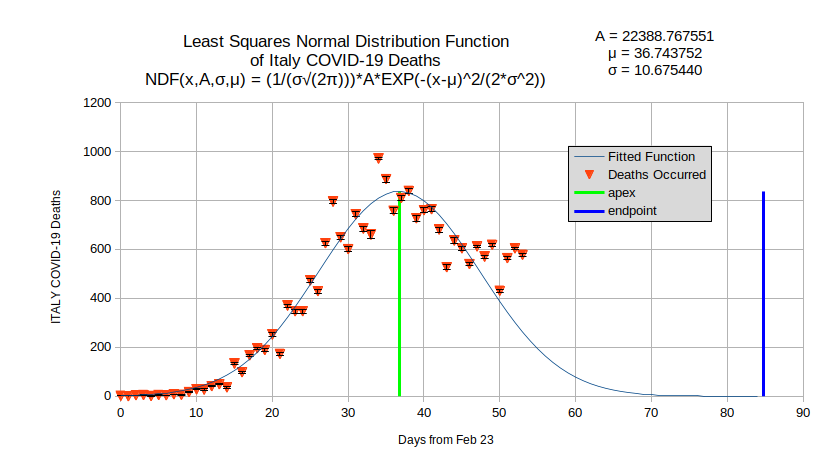 Least Squares Normal Distribution Function
of Italy COVID-19 Deaths
NDF(x,A,σ,μ) = (1/(σ√(2π)))*A*EXP(-(x-μ)^2/(2*σ^2))
A = 22388.767551
μ = 36.743752
σ = 10.675440
1200
1000
800
600
400
200
0
ITALY COVID-19 Deaths
Fitted Function
Deaths Occurred
apex
endpoint
0 10 20 30 40 50 60 70 80 90
Days from Feb 23